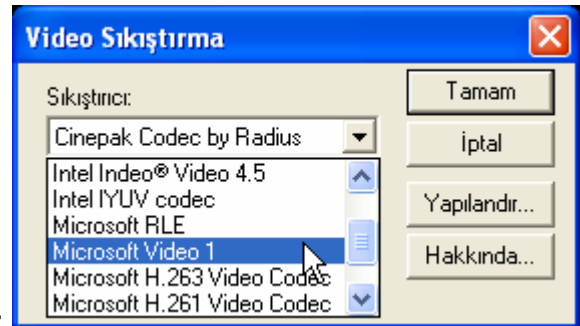 Video Sıkıştırma
Sıkıştırıcı:
Cinepak Codec by Radius
Intel Indeo® Video 4.5
Intel IYUV codec
Microsoft RLE
Microsoft Video 1
Microsoft H.263 Video Codec
Microsoft H.261 Video Codec
Tamam
İptal
Yapılandır...
Hakkında...